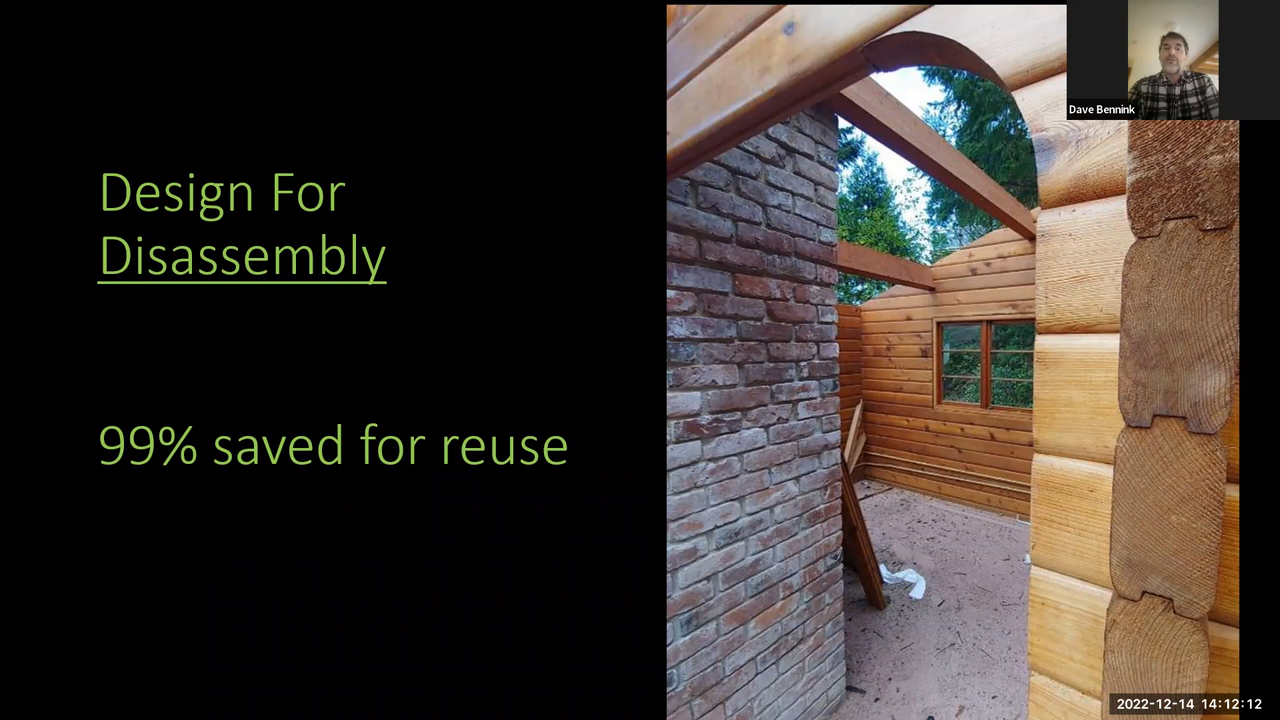 Design For
Disassembly
99% saved for reuse
Dave Bennink
2022-12-14 14:12:12